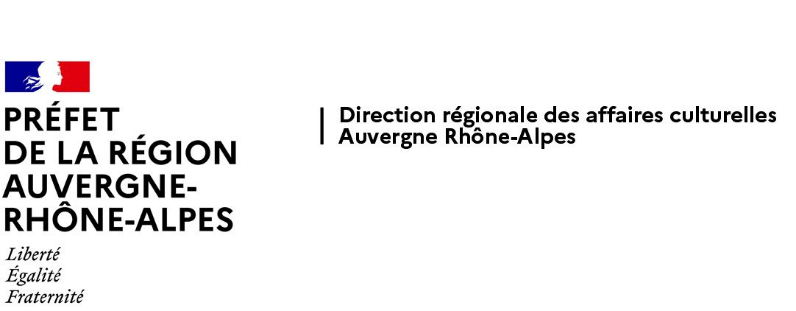 PRÉFET
DE LA RÉGION
AUVERGNE-
RHÔNE-ALPES
Liberté
Égalité
Fraternité
Direction régionale des affaires culturelles
Auvergne Rhône-Alpes